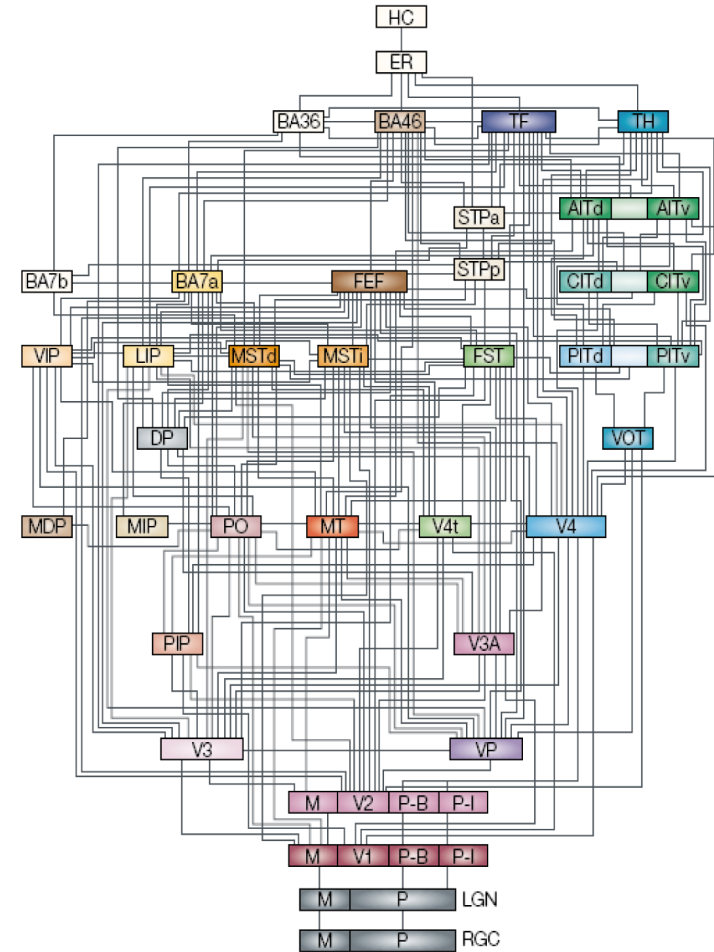 HC
ER
BA36 BA46 TF TH
AITd AITv
STPa
STPp
BA7b BA7a FEF CITd CITv
VIP LIP MSTd MSTi FST PITd PITv
DP VOT
MDP MIP PO MT V4t V4
PIP V3A
V3 VP
M V2 P-B P-I
M V1 P-B P-I
M P LGN
M P RGC